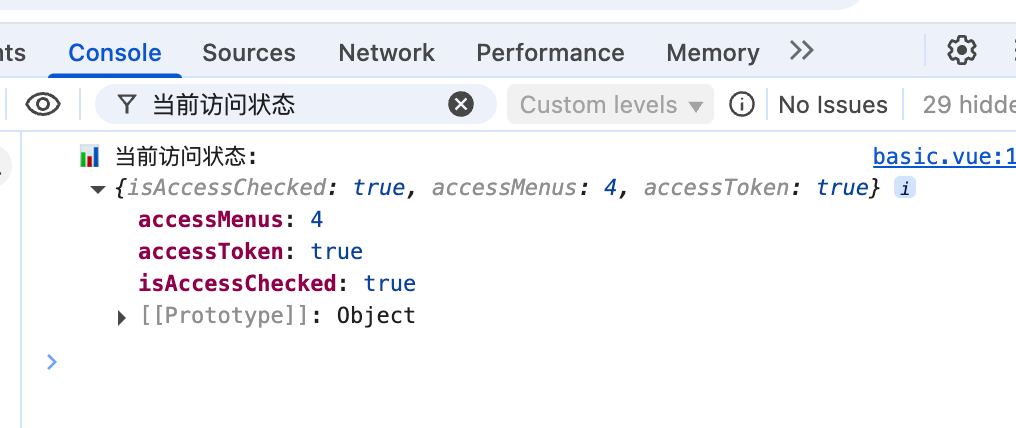 nts Console Sources Network Performance Memory
当前访问状态 Custom levels ▼ No Issues 29 hidde
当前访问状态: basic.vue:1
▼ {isAccessChecked: true, accessMenus: 4, accessToken: true} i
accessMenus: 4
accessToken: true
isAccessChecked: true
▶ [[Prototype]]: Object